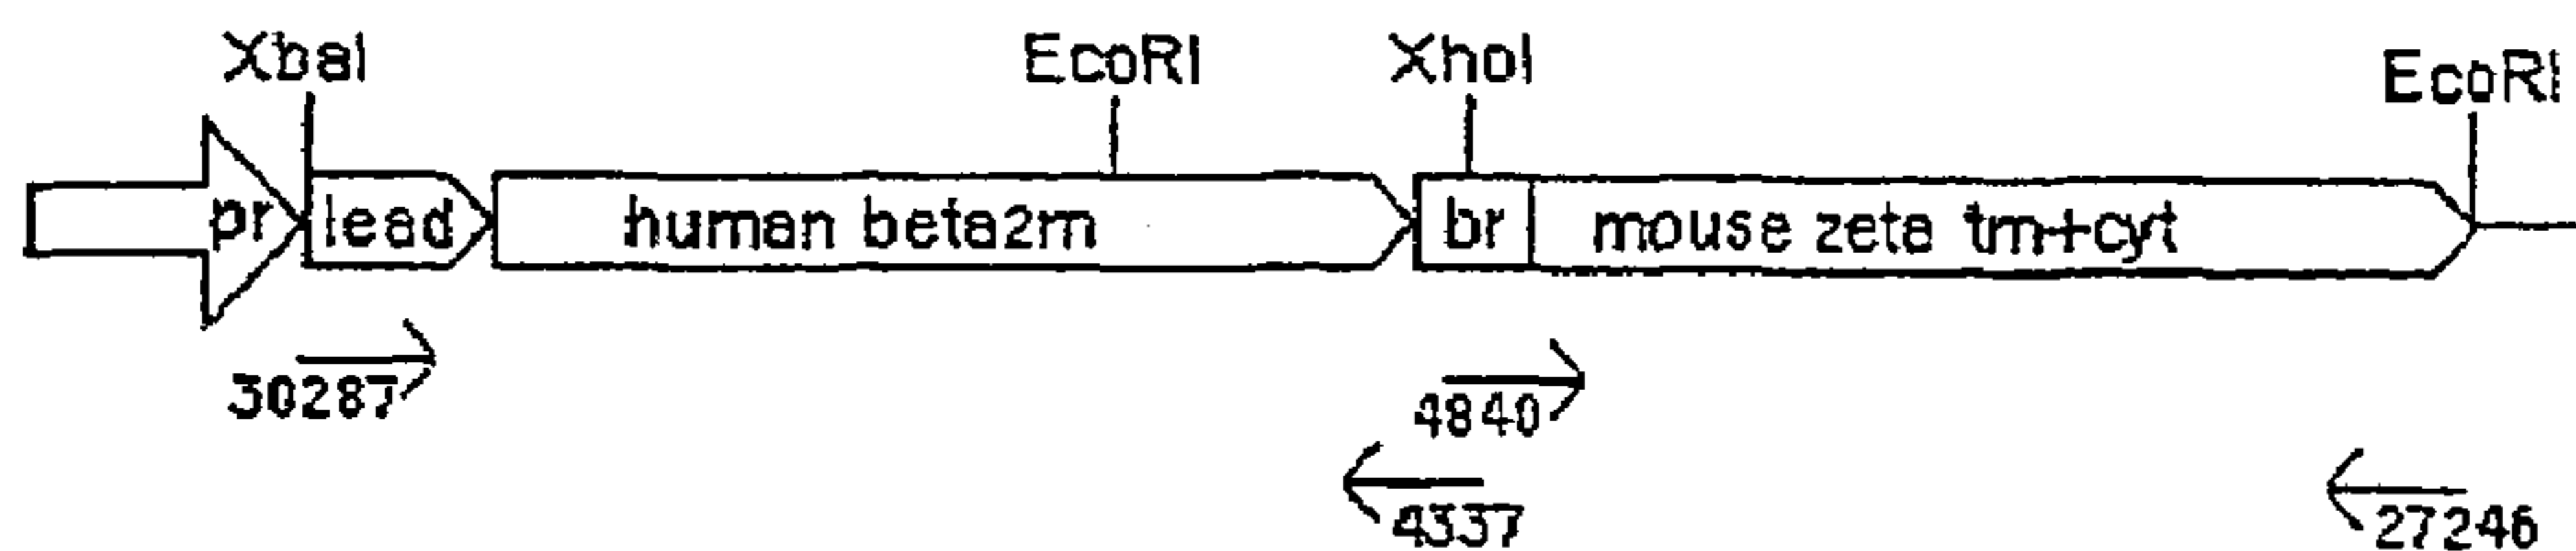 XbaI
EcoRI
XhoI
EcoRI
pr
lead
human beta2m
br
mouse zeta tm+cyt
30287
4840
4337
27246